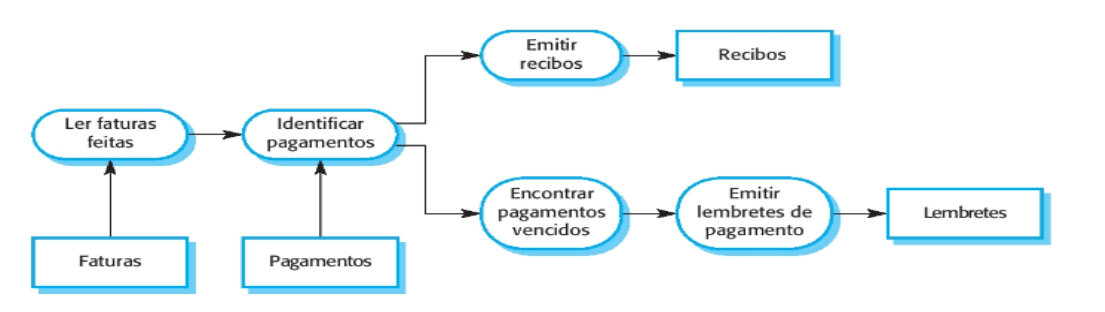 Emitir
recibos
Recibos
Ler faturas
feitas
Identificar
pagamentos
Encontrar
pagamentos
vencidos
Emitir
lembretes de
pagamento
Lembretes
Faturas
Pagamentos